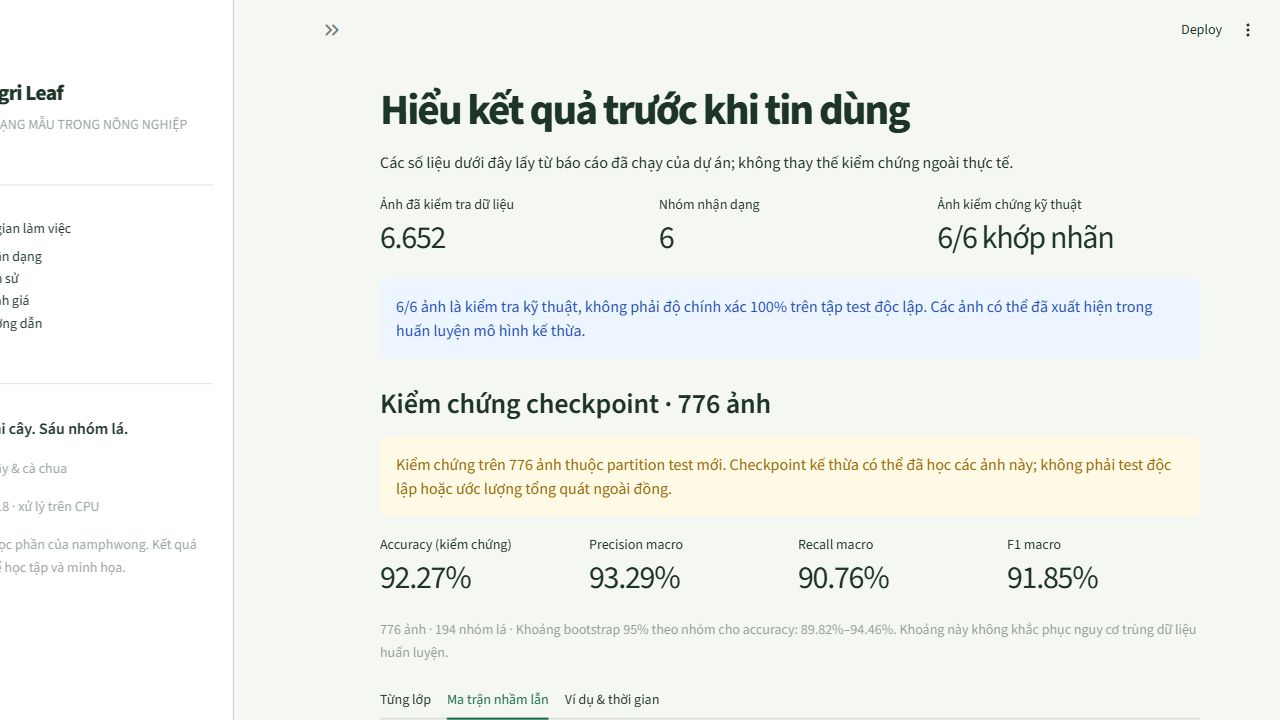 Deploy
gri Leaf
ẠNG MẪU TRONG NÔNG NGHIỆP
gian làm việc
ận dạng
h sử
nh giá
ớng dẫn
i cây. Sáu nhóm lá.
ây & cà chua
18 · xử lý trên CPU
ọc phần của namphwong. Kết quả
ể học tập và minh họa.
Hiểu kết quả trước khi tin dùng
Các số liệu dưới đây lấy từ báo cáo đã chạy của dự án; không thay thế kiểm chứng ngoài thực tế.
Ảnh đã kiểm tra dữ liệu
Nhóm nhận dạng
Ảnh kiểm chứng kỹ thuật
6.652
6
6/6 khớp nhãn
6/6 ảnh là kiểm tra kỹ thuật, không phải độ chính xác 100% trên tập test độc lập. Các ảnh có thể đã xuất hiện trong
huấn luyện mô hình kế thừa.
Kiểm chứng checkpoint · 776 ảnh
Kiểm chứng trên 776 ảnh thuộc partition test mới. Checkpoint kế thừa có thể đã học các ảnh này; không phải test độc
lập hoặc ước lượng tổng quát ngoài đồng.
Accuracy (kiểm chứng)
Precision macro
Recall macro
F1 macro
92.27%
93.29%
90.76%
91.85%
776 ảnh · 194 nhóm lá · Khoảng bootstrap 95% theo nhóm cho accuracy: 89.82%–94.46%. Khoảng này không khắc phục nguy cơ trùng dữ liệu
huấn luyện.
Từng lớp
Ma trận nhầm lẫn
Ví dụ & thời gian